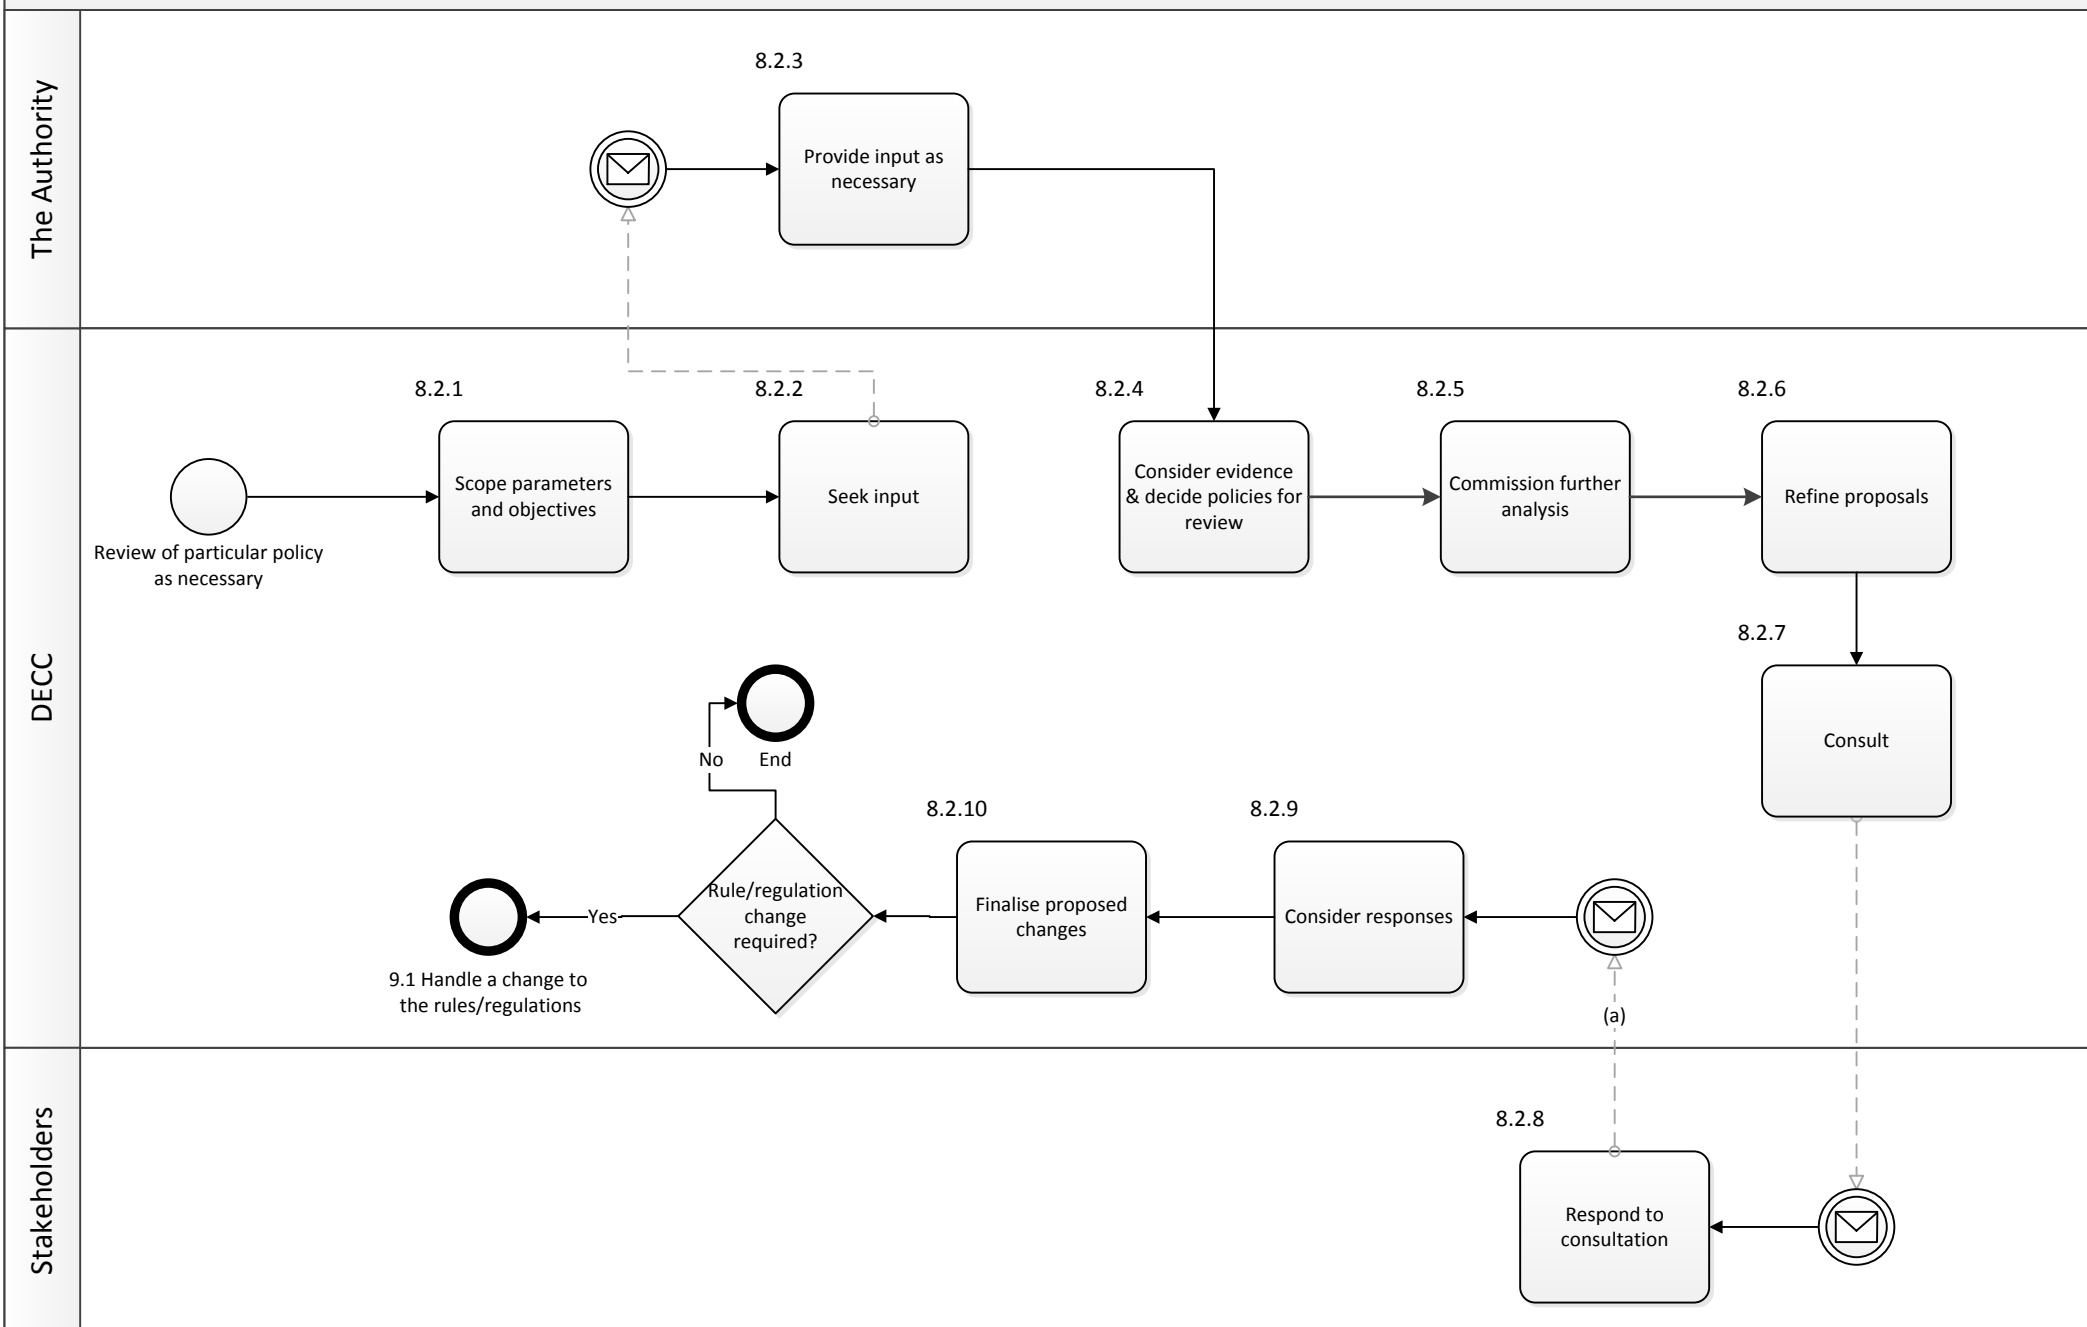 The Authority
8.2.3
Provide input as
necessary
DECC
8.2.1
Scope parameters
and objectives
8.2.2
Seek input
8.2.4
Consider evidence
& decide policies for
review
8.2.5
Commission further
analysis
8.2.6
Refine proposals
Review of particular policy
as necessary
8.2.7
Consult
No
End
8.2.10
Finalise proposed
changes
8.2.9
Consider responses
Rule/regulation
change
required?
Yes
9.1 Handle a change to
the rules/regulations
(a)
Stakeholders
8.2.8
Respond to
consultation